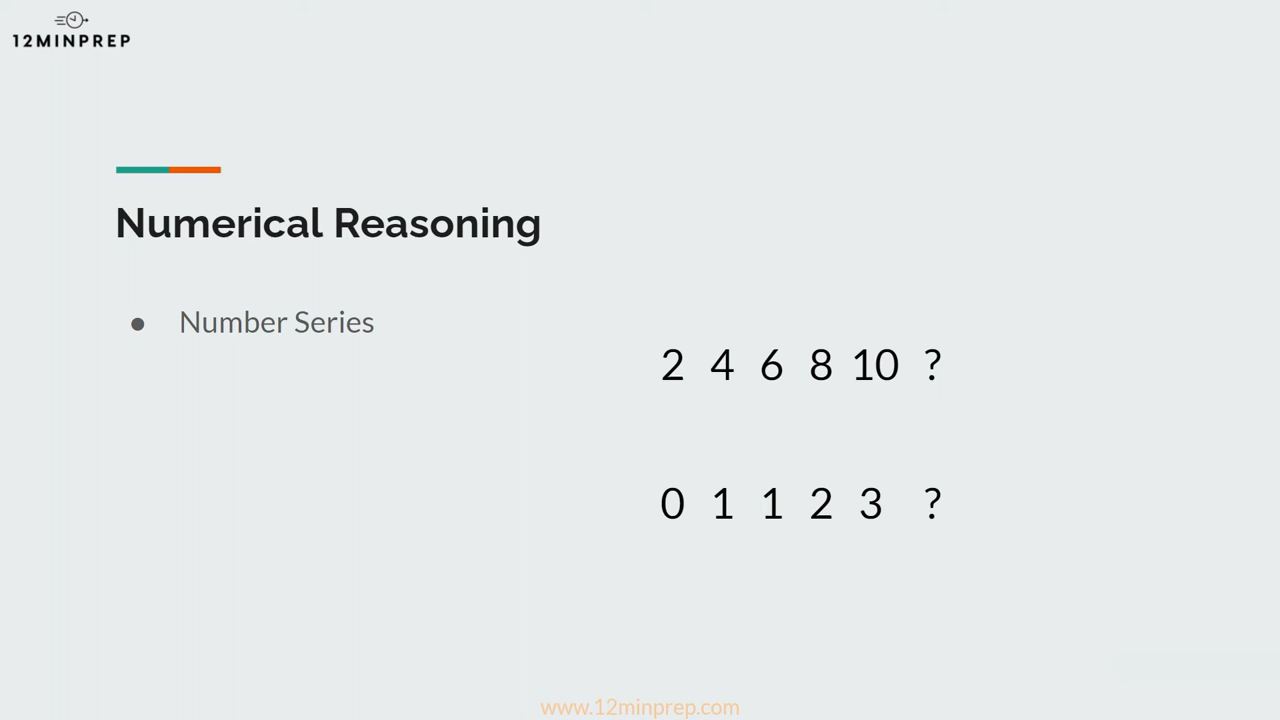 12MINPREP
Numerical Reasoning
● Number Series
2 4 6 8 10 ?
0 1 1 2 3 ?
www.12minprep.com